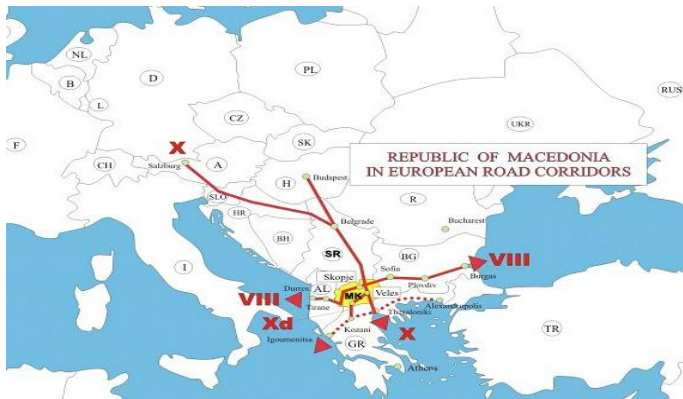 NL
B
L
D
PL
RUS
CZ
UKR
SK
F
X
Salzburg
A
CH
REPUBLIC OF MACEDONIA
IN EUROPEAN ROAD CORRIDORS
H
Budapest
SLO
HR
R
Belgrade
Bucharest
BH
SR
BG
I
Sofia
VIII
Skopje
Burgas
Plovdiv
Durres
AL
MK
Veles
VIII
Tirane
Alexandropolis
Thesaloniki
Xd
Kozani
X
TR
Igoumenitsa
GR
Athens